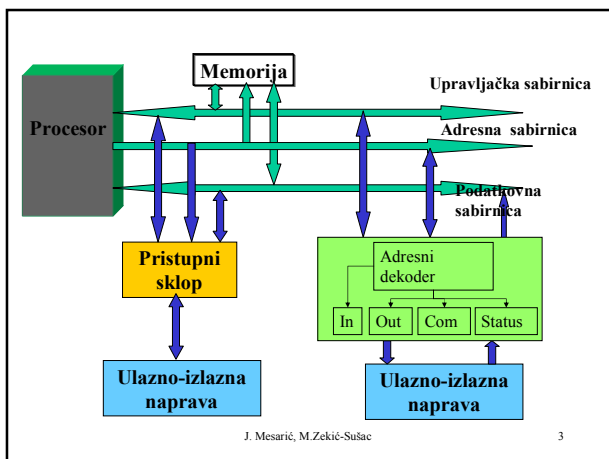 Memorija
Upravljačka sabirnica
Procesor
Adresna sabirnica
Podatkovna
sabirnica
Pristupni
sklop
Adresni
dekoder
In
Out
Com
Status
Ulazno-izlazna
naprava
Ulazno-izlazna
naprava
J. Mesarić, M.Zekić-Sušac
3